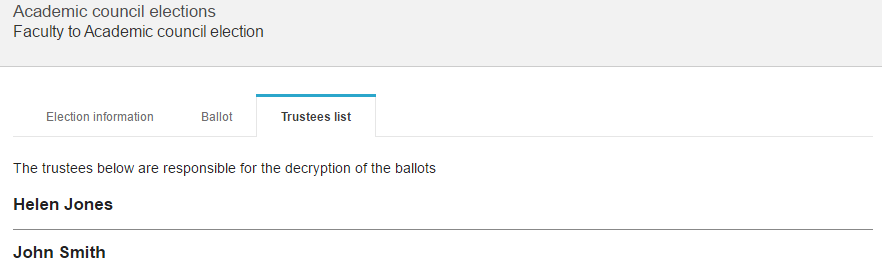 Academic council elections
Faculty to Academic council election
Election information Ballot Trustees list
The trustees below are responsible for the decryption of the ballots
Helen Jones
John Smith